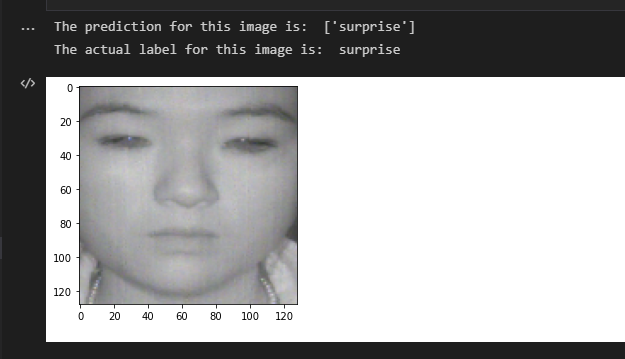 ... The prediction for this image is:  ['surprise']
The actual label for this image is:  surprise
</>
0
20
40
60
80
100
120
0 20 40 60 80 100 120